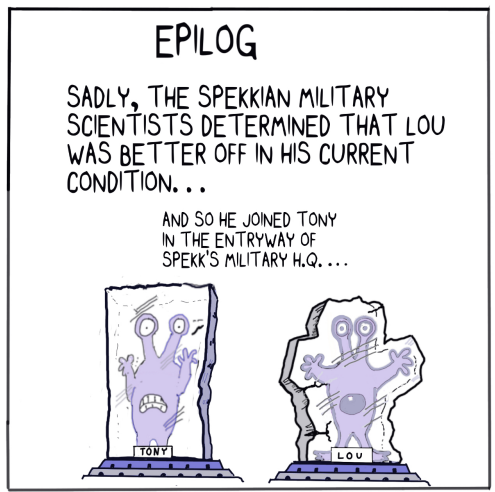 EPILOG
SADLY, THE SPEKKIAN MILITARY
SCIENTISTS DETERMINED THAT LOU
WAS BETTER OFF IN HIS CURRENT
CONDITION...
AND SO HE JOINED TONY
IN THE ENTRYWAY OF
SPEKK'S MILITARY H.Q. ...
TONY
LOU